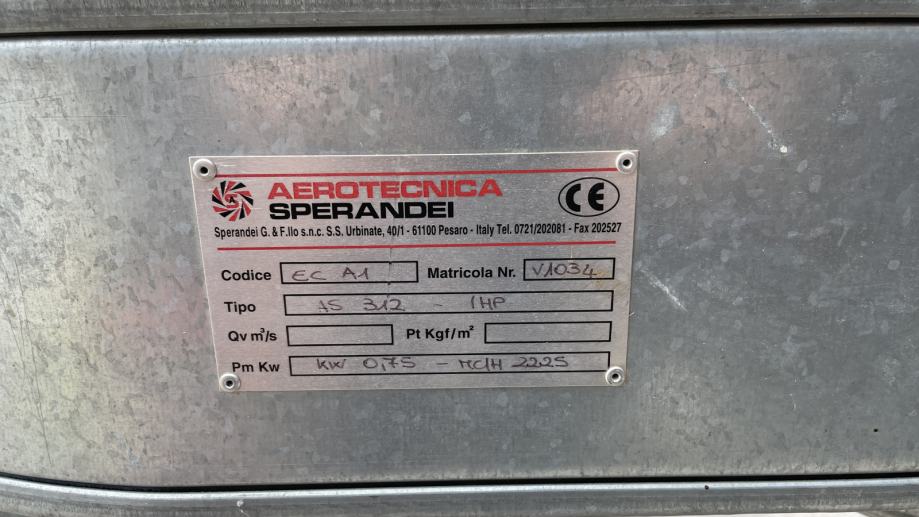 AEROTECNICA
SPERANDEI
CE
Sperandei G. & F.llo s.n.c. S.S. Urbinate, 40/1 - 61100 Pesaro - Italy Tel. 0721/202081 - Fax 202527
Codice EC A1 Matricola Nr. V1034
Tipo AS 312 - 1HP
Qv m³/s Pt Kgf/m²
Pm Kw KW 0,75 - MC/H 2225